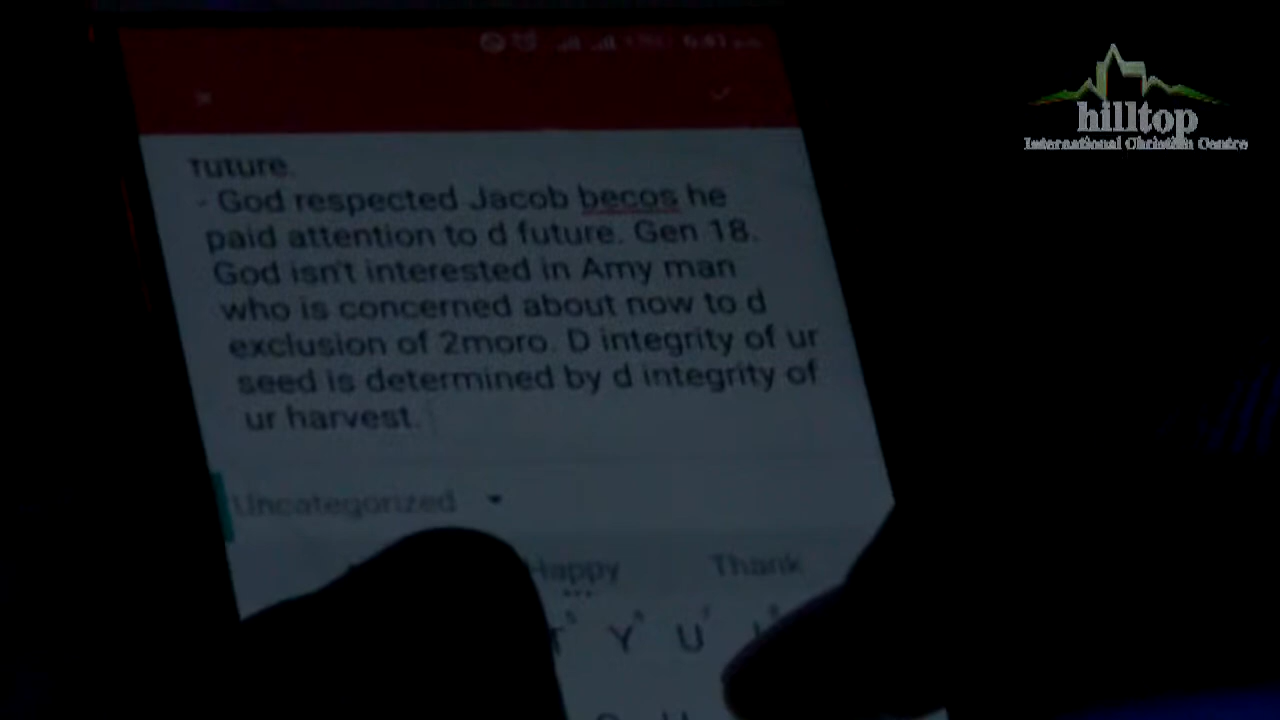 hilltop
International Christian Centre
future.
- God respected Jacob becos he
paid attention to d future. Gen 18.
God isn't interested in Amy man
who is concerned about now to d
exclusion of 2moro. D integrity of ur
seed is determined by d integrity of
ur harvest.
Uncategorized
Happy
Thank
T Y U